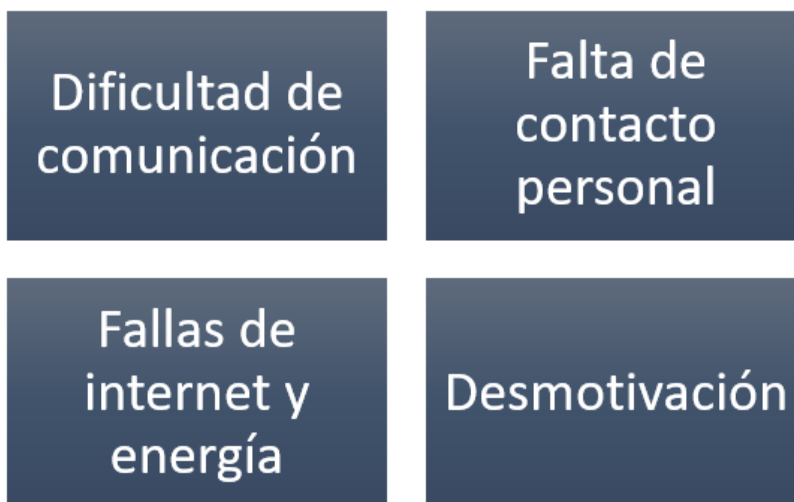 Dificultad de
comunicación
Falta de
contacto
personal
Fallas de
internet y
energía
Desmotivación